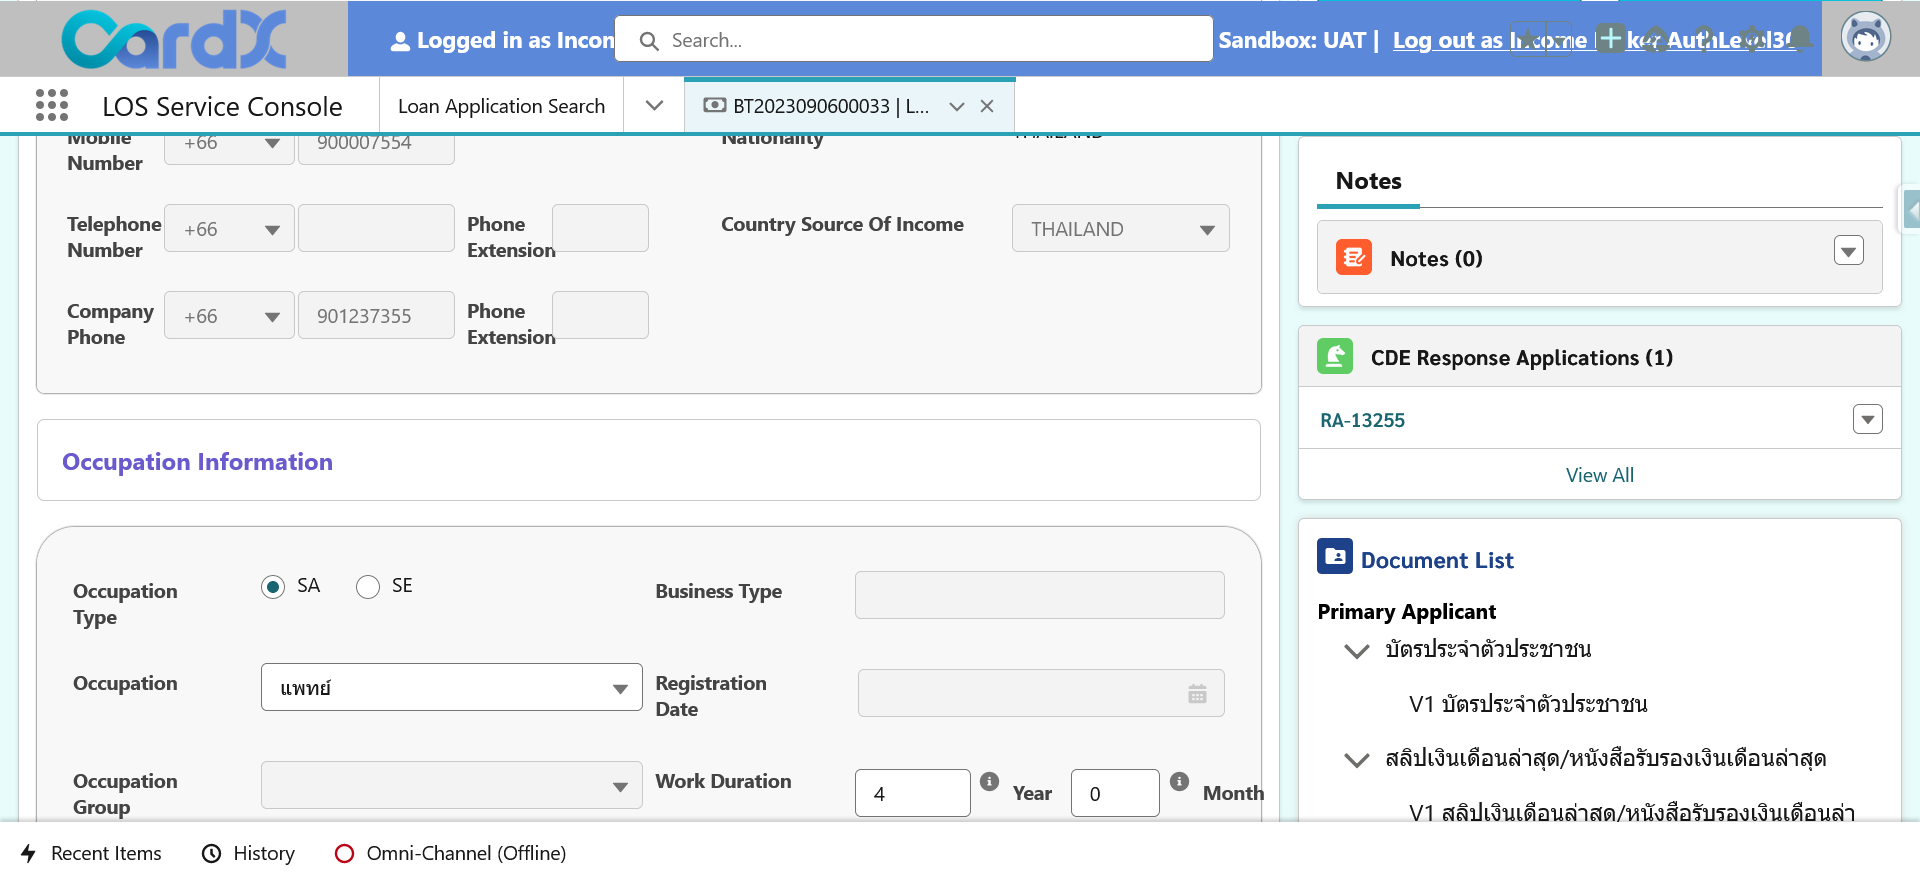 CardX
Logged in as Incom
Search...
Sandbox: UAT |
Log out as Income
ker AuthLevel30
LOS Service Console
Loan Application Search
BT2023090600033 | L...
Mobile
Number
+66
900007554
Nationality
THAILAND
Telephone
Number
+66
Phone
Extension
Country Source Of Income
THAILAND
Company
Phone
+66
901237355
Phone
Extension
Occupation Information
Occupation
Type
SA
SE
Business Type
Occupation
แพทย์
Registration
Date
Occupation
Group
Work Duration
4
Year
0
Month
Notes
Notes (0)
CDE Response Applications (1)
RA-13255
View All
Document List
Primary Applicant
บัตรประจำตัวประชาชน
V1 บัตรประจำตัวประชาชน
สลิปเงินเดือนล่าสุด/หนังสือรับรองเงินเดือนล่าสุด
V1 สลิปเงินเดือนล่าสุด/หนังสือรับรองเงินเดือนล่า
Recent Items
History
Omni-Channel (Offline)